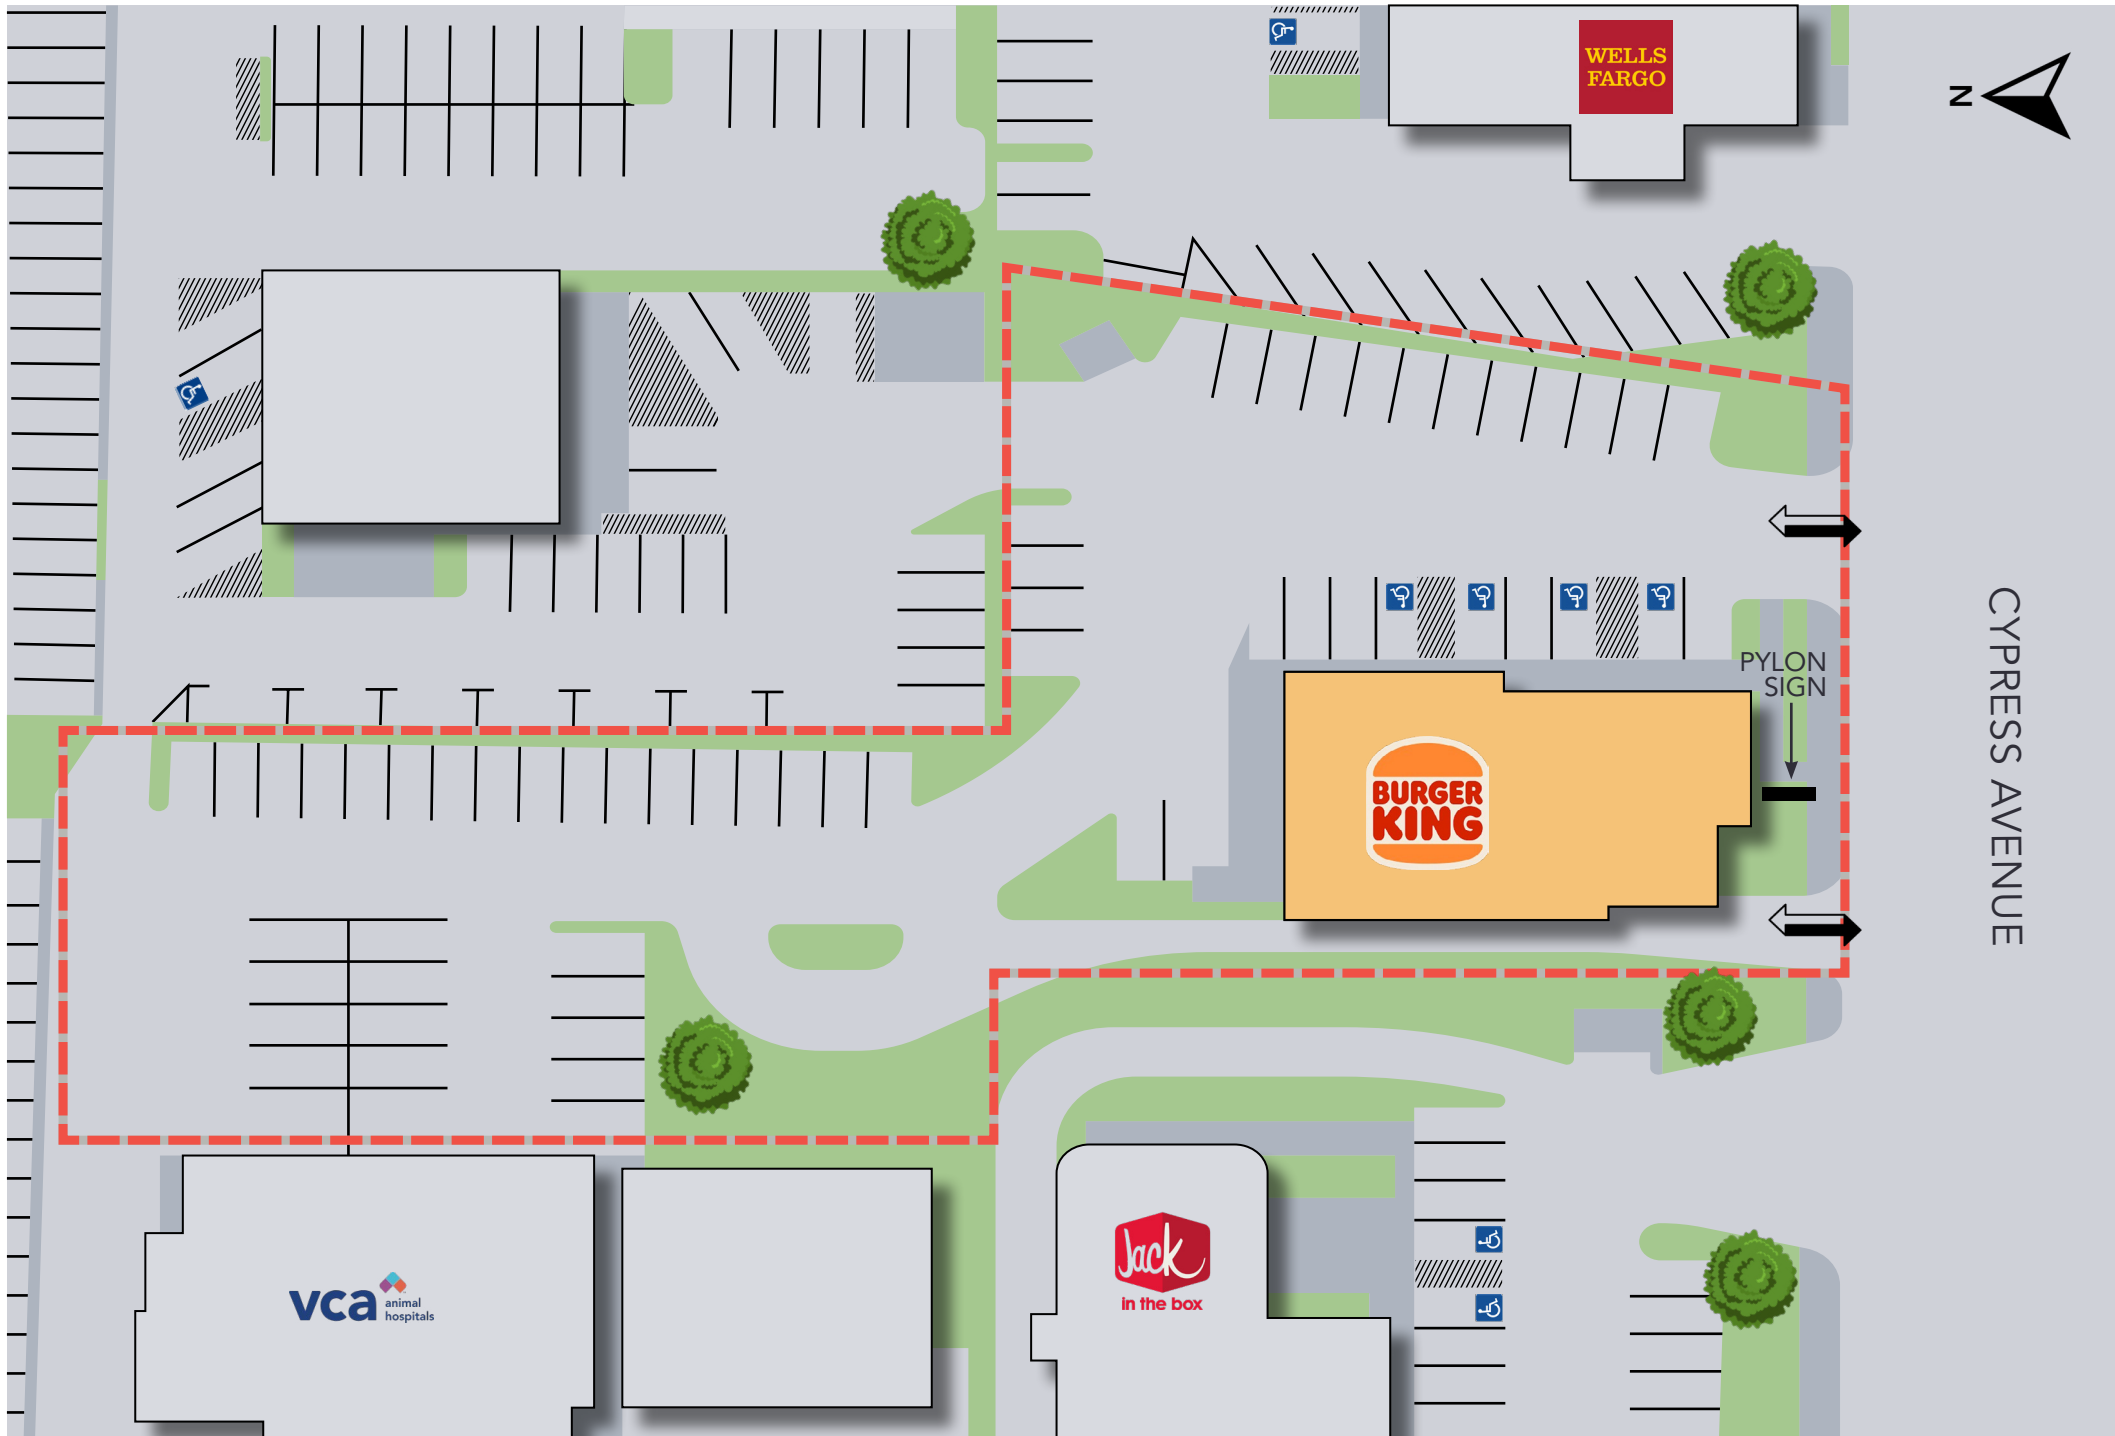 WELLS
FARGO
N
CYPRESS AVENUE
PYLON
SIGN
BURGER
KING
vca animal
hospitals
Jack
in the box